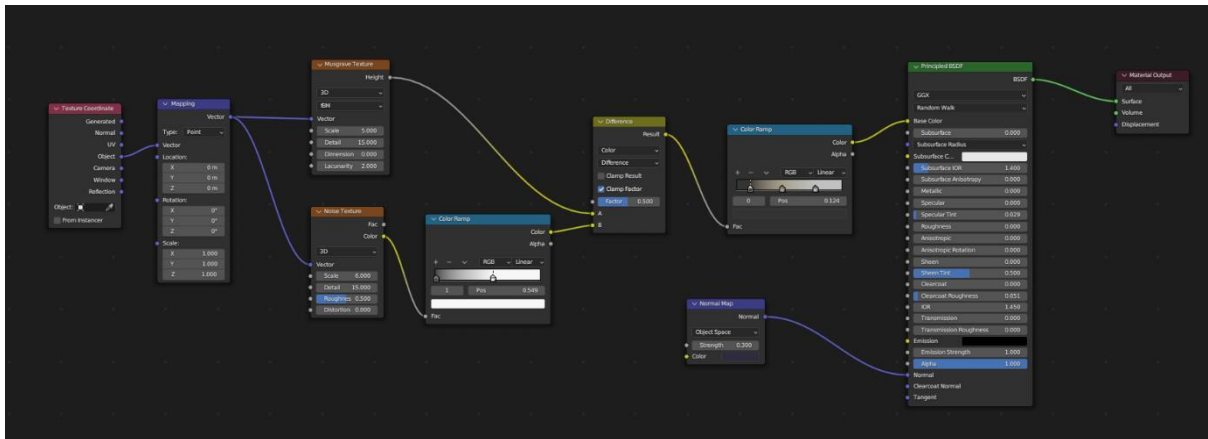 Texture Coordinate
Generated
Normal
UV
Object
Camera
Window
Reflection
Object:
From Instancer
Mapping
Vector
Type: Point
Vector
Location:
X 0 m
Y 0 m
Z 0 m
Rotation:
X 0°
Y 0°
Z 0°
Scale:
X 1.000
Y 1.000
Z 1.000
Musgrave Texture
Height
3D
fBM
Vector
Scale 5.000
Detail 15.000
Dimension 0.000
Lacunarity 2.000
Noise Texture
Fac
Color
3D
Vector
Scale 6.000
Detail 15.000
Roughness 0.500
Distortion 0.000
Color Ramp
Color
Alpha
+ − RGB Linear
1 Pos 0.549
Fac
Difference
Result
Color
Difference
Clamp Result
Clamp Factor
Factor 0.500
A
B
Color Ramp
Color
Alpha
+ − RGB Linear
0 Pos 0.124
Fac
Normal Map
Normal
Object Space
Strength 0.300
Color
Principled BSDF
BSDF
GGX
Random Walk
Base Color
Subsurface 0.000
Subsurface Radius
Subsurface C...
Subsurface IOR 1.400
Subsurface Anisotropy 0.000
Metallic 0.000
Specular 0.000
Specular Tint 0.029
Roughness 0.000
Anisotropic 0.000
Anisotropic Rotation 0.000
Sheen 0.000
Sheen Tint 0.500
Clearcoat 0.000
Clearcoat Roughness 0.051
IOR 1.450
Transmission 0.000
Transmission Roughness 0.000
Emission
Emission Strength 1.000
Alpha 1.000
Normal
Clearcoat Normal
Tangent
Material Output
All
Surface
Volume
Displacement